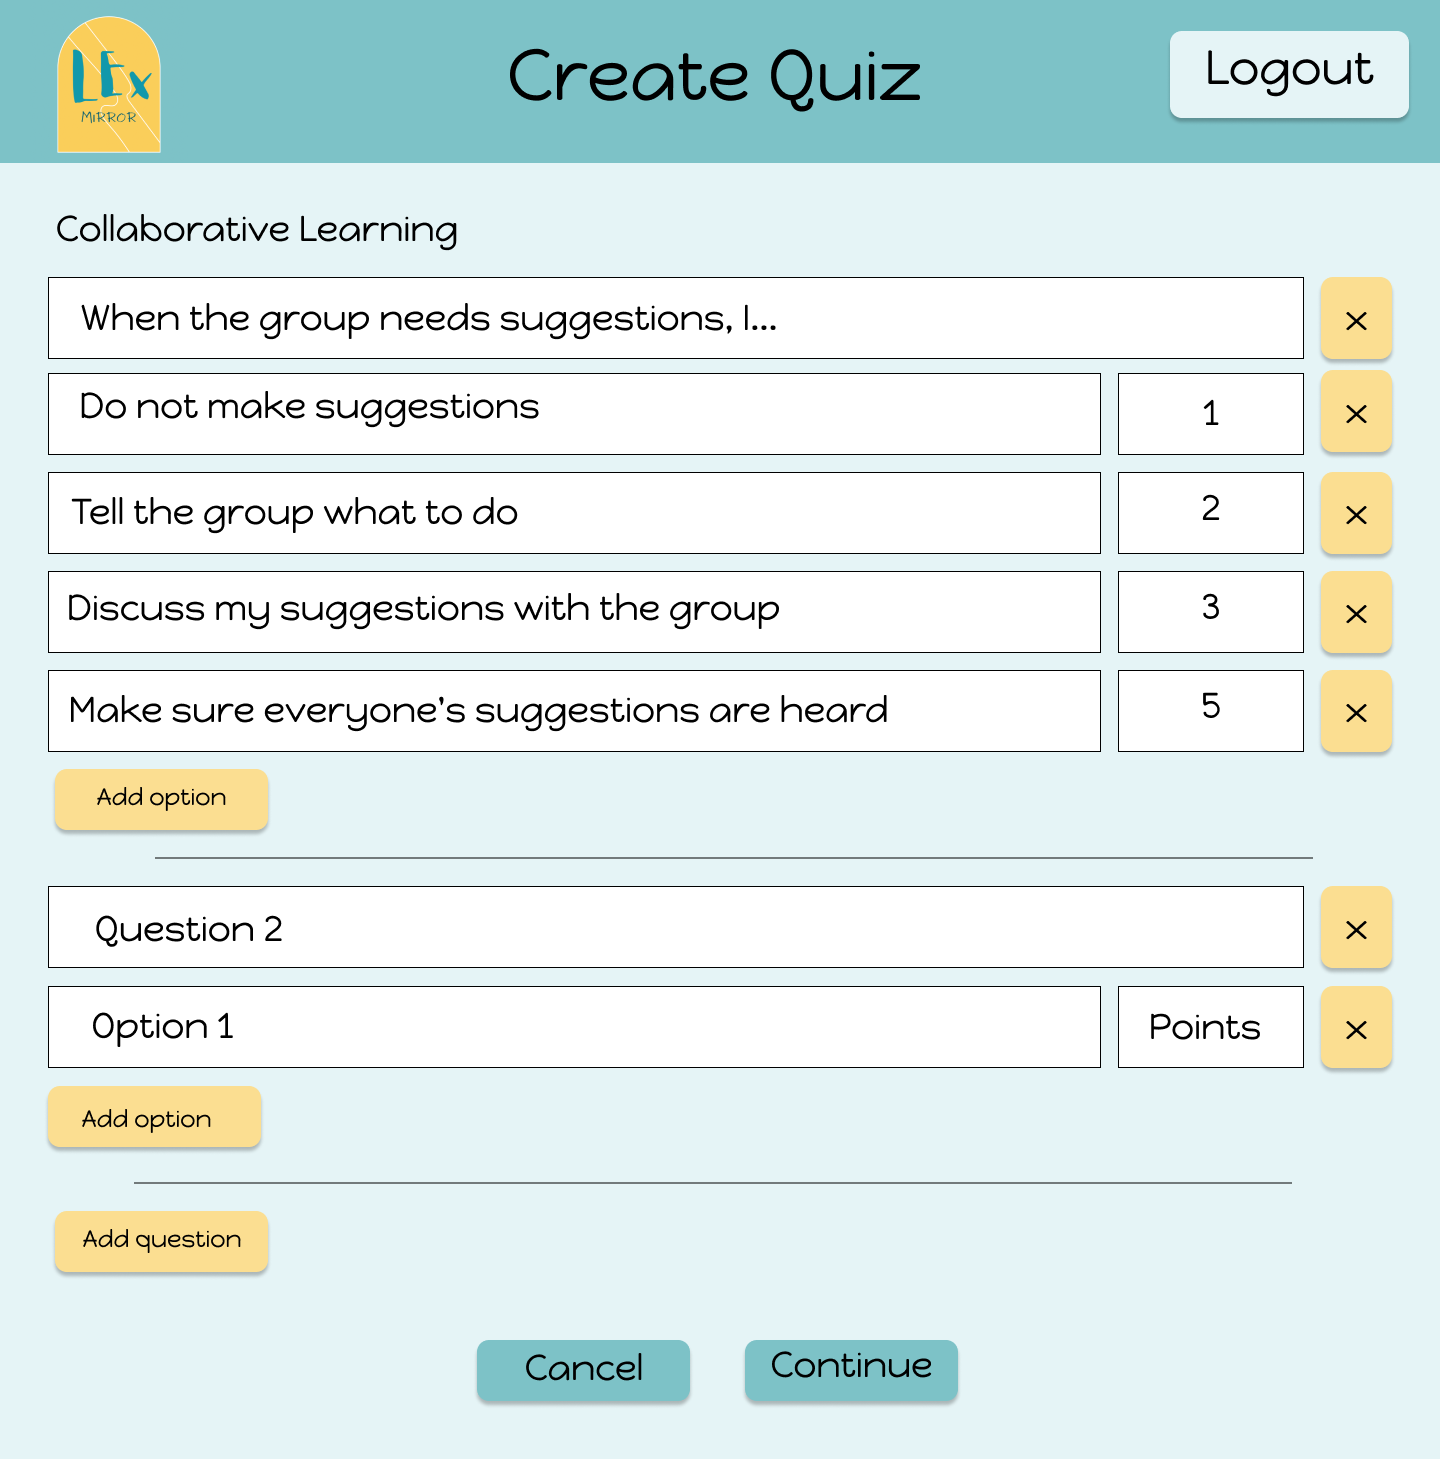 LEx
MIRROR
Create Quiz
Logout
Collaborative Learning
When the group needs suggestions, I...
×
Do not make suggestions
1
×
Tell the group what to do
2
×
Discuss my suggestions with the group
3
×
Make sure everyone's suggestions are heard
5
×
Add option
Question 2
×
Option 1
Points
×
Add option
Add question
Cancel
Continue